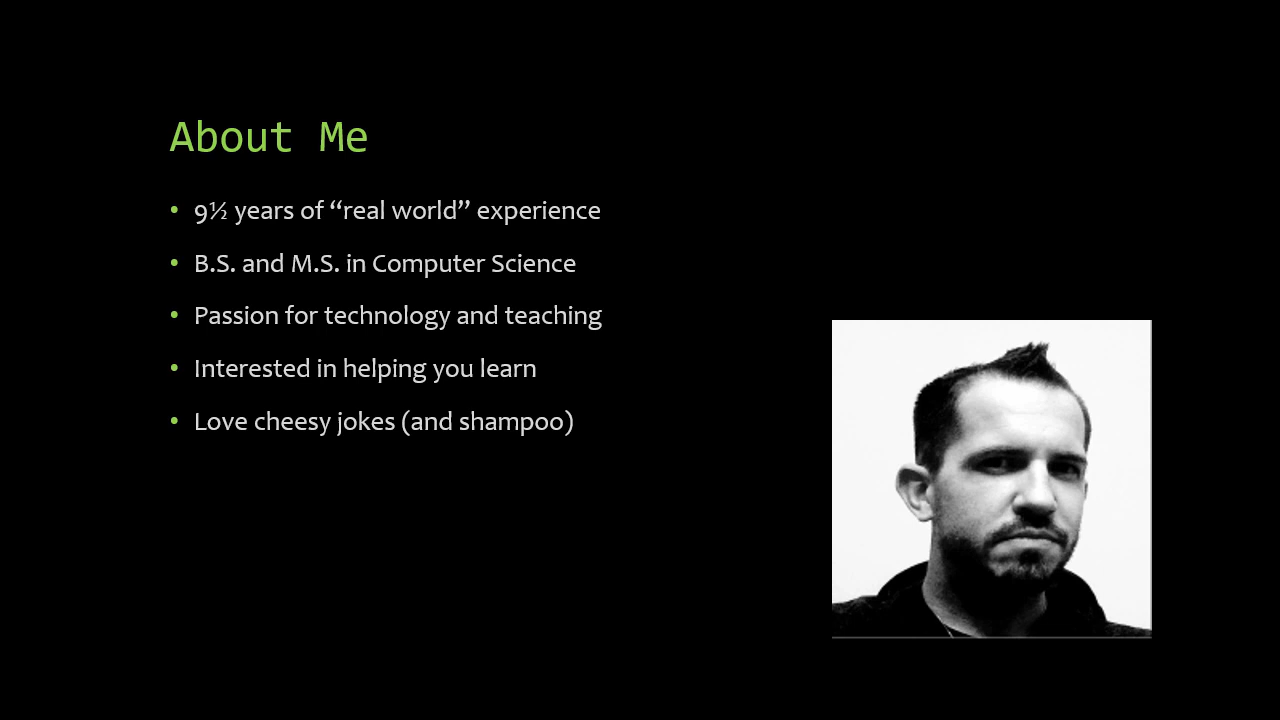 About Me
• 9½ years of “real world” experience
• B.S. and M.S. in Computer Science
• Passion for technology and teaching
• Interested in helping you learn
• Love cheesy jokes (and shampoo)